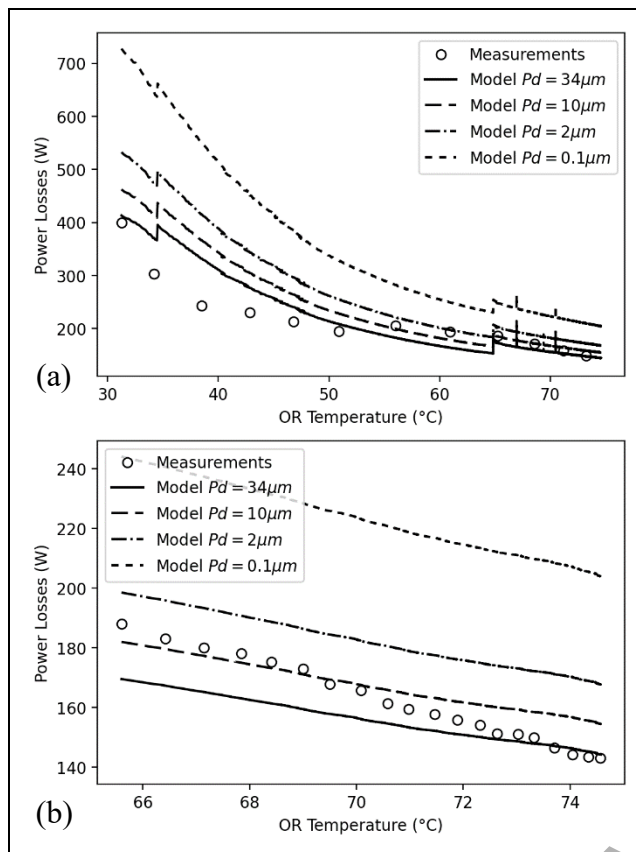 700
600
500
400
300
200
Power Losses (W)
Measurements
Model Pd = 34μm
Model Pd = 10μm
Model Pd = 2μm
Model Pd = 0.1μm
(a)
30 40 50 60 70
OR Temperature (°C)
240
220
200
180
160
140
Power Losses (W)
Measurements
Model Pd = 34μm
Model Pd = 10μm
Model Pd = 2μm
Model Pd = 0.1μm
66 68 70 72 74
(b)
OR Temperature (°C)